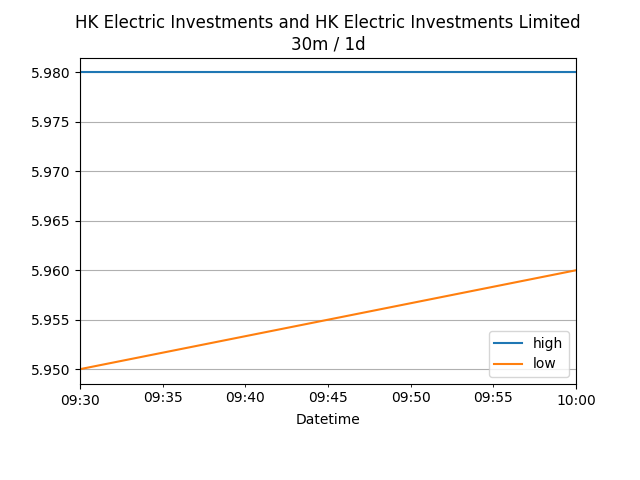 HK Electric Investments and HK Electric Investments Limited
30m / 1d
5.980
5.975
5.970
5.965
5.960
5.955
5.950
high
low
09:30
09:35
09:40
09:45
09:50
09:55
10:00
Datetime